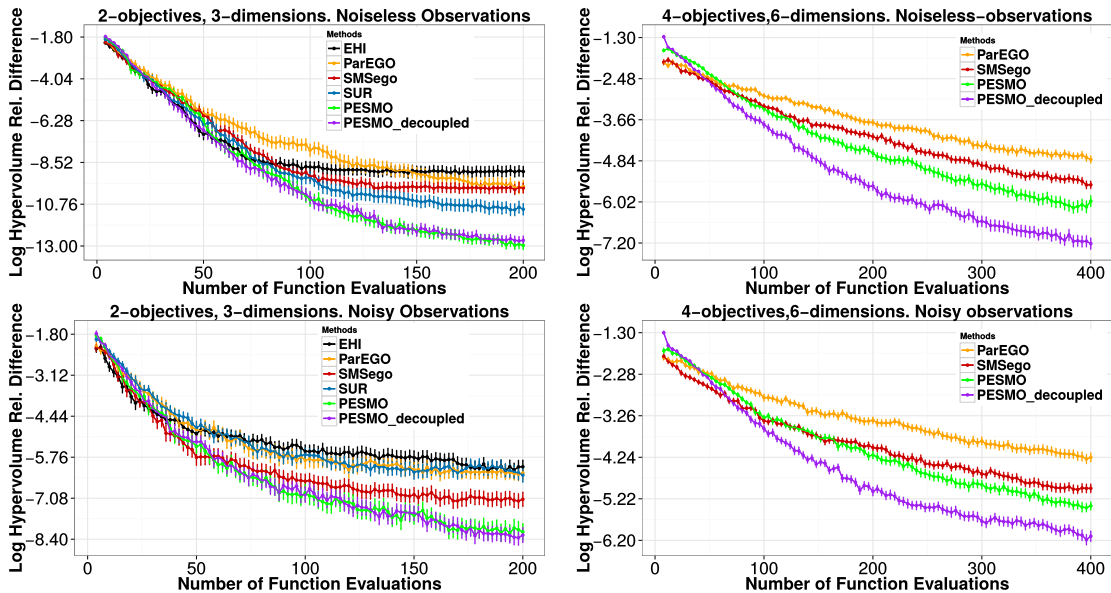 2−objectives, 3−dimensions. Noiseless Observations
Log Hypervolume Rel. Difference
−1.80
−4.04
−6.28
−8.52
−10.76
−13.00
Methods
EHI
ParEGO
SMSego
SUR
PESMO
PESMO_decoupled
0
50
100
150
200
Number of Function Evaluations
4−objectives,6−dimensions. Noiseless−observations
Log Hypervolume Rel. Difference
−1.30
−2.48
−3.66
−4.84
−6.02
−7.20
Methods
ParEGO
SMSego
PESMO
PESMO_decoupled
0
100
200
300
400
Number of Function Evaluations
2−objectives, 3−dimensions. Noisy Observations
Log Hypervolume Rel. Difference
−1.80
−3.12
−4.44
−5.76
−7.08
−8.40
Methods
EHI
ParEGO
SMSego
SUR
PESMO
PESMO_decoupled
0
50
100
150
200
Number of Function Evaluations
4−objectives,6−dimensions. Noisy observations
Log Hypervolume Rel. Difference
−1.30
−2.28
−3.26
−4.24
−5.22
−6.20
Methods
ParEGO
SMSego
PESMO
PESMO_decoupled
0
100
200
300
400
Number of Function Evaluations